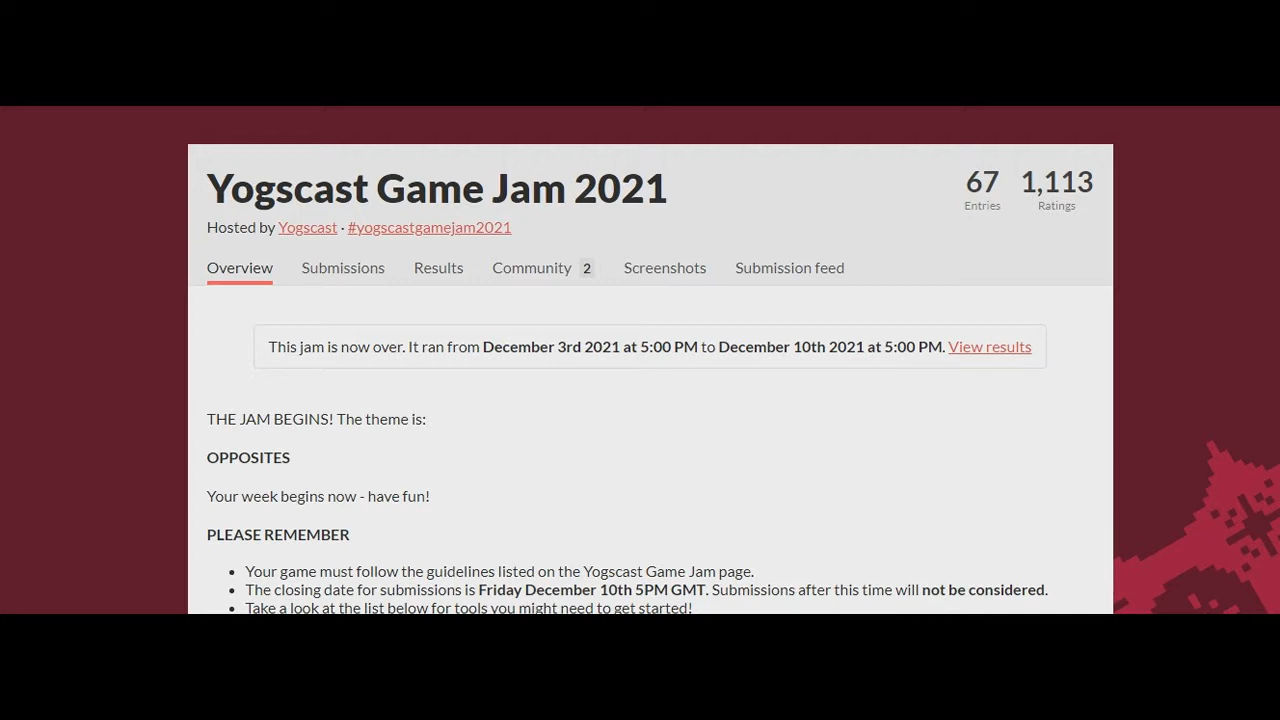 Yogscast Game Jam 2021
67
Entries
1,113
Ratings
Hosted by Yogscast · #yogscastgamejam2021
Overview
Submissions
Results
Community 2
Screenshots
Submission feed
This jam is now over. It ran from December 3rd 2021 at 5:00 PM to December 10th 2021 at 5:00 PM. View results
THE JAM BEGINS! The theme is:
OPPOSITES
Your week begins now - have fun!
PLEASE REMEMBER
• Your game must follow the guidelines listed on the Yogscast Game Jam page.
• The closing date for submissions is Friday December 10th 5PM GMT. Submissions after this time will not be considered.
• Take a look at the list below for tools you might need to get started!